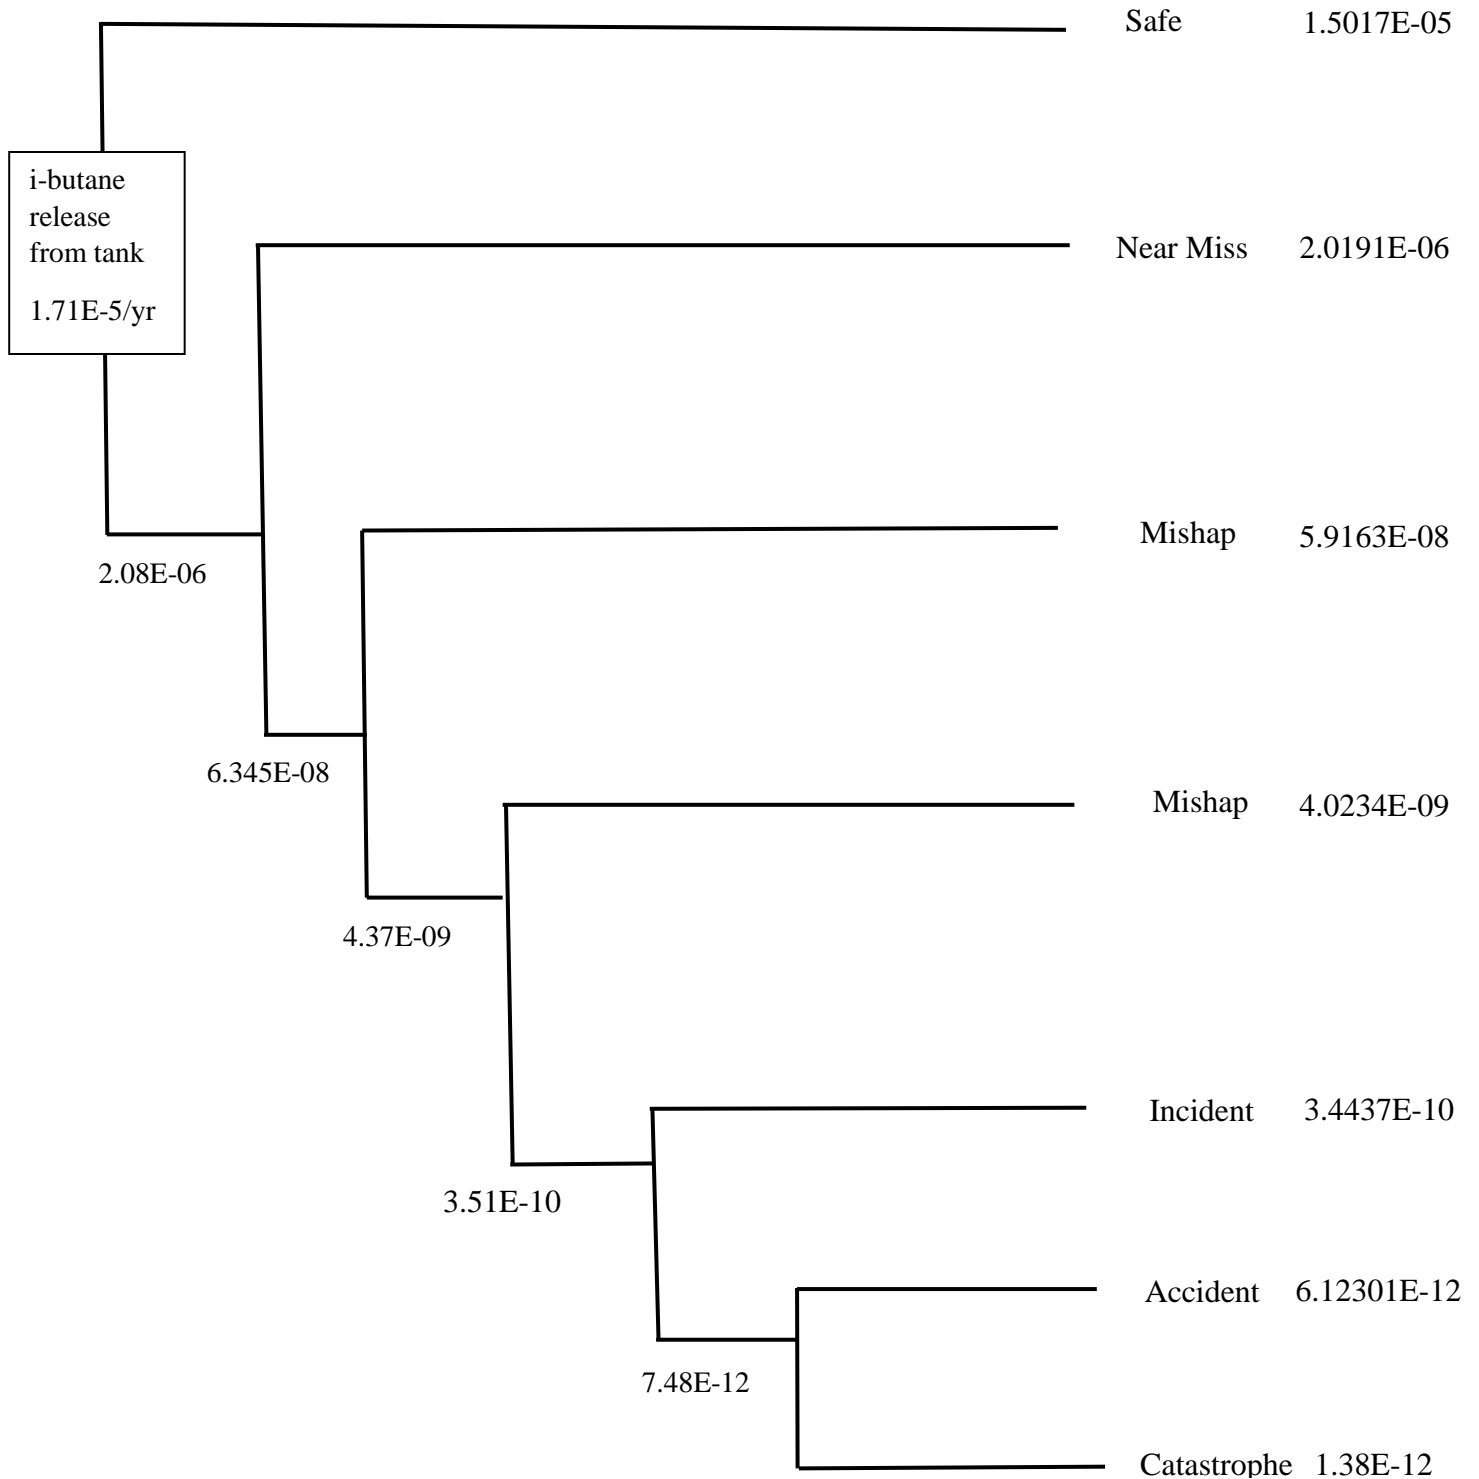 Safe 1.5017E-05
i-butane
release
from tank
1.71E-5/yr
Near Miss 2.0191E-06
Mishap 5.9163E-08
2.08E-06
6.345E-08
Mishap 4.0234E-09
4.37E-09
Incident 3.4437E-10
3.51E-10
Accident 6.12301E-12
7.48E-12
Catastrophe 1.38E-12